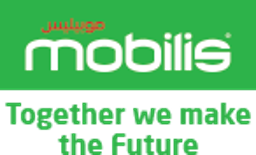 موبيليس
mobilis
Together we make
the Future